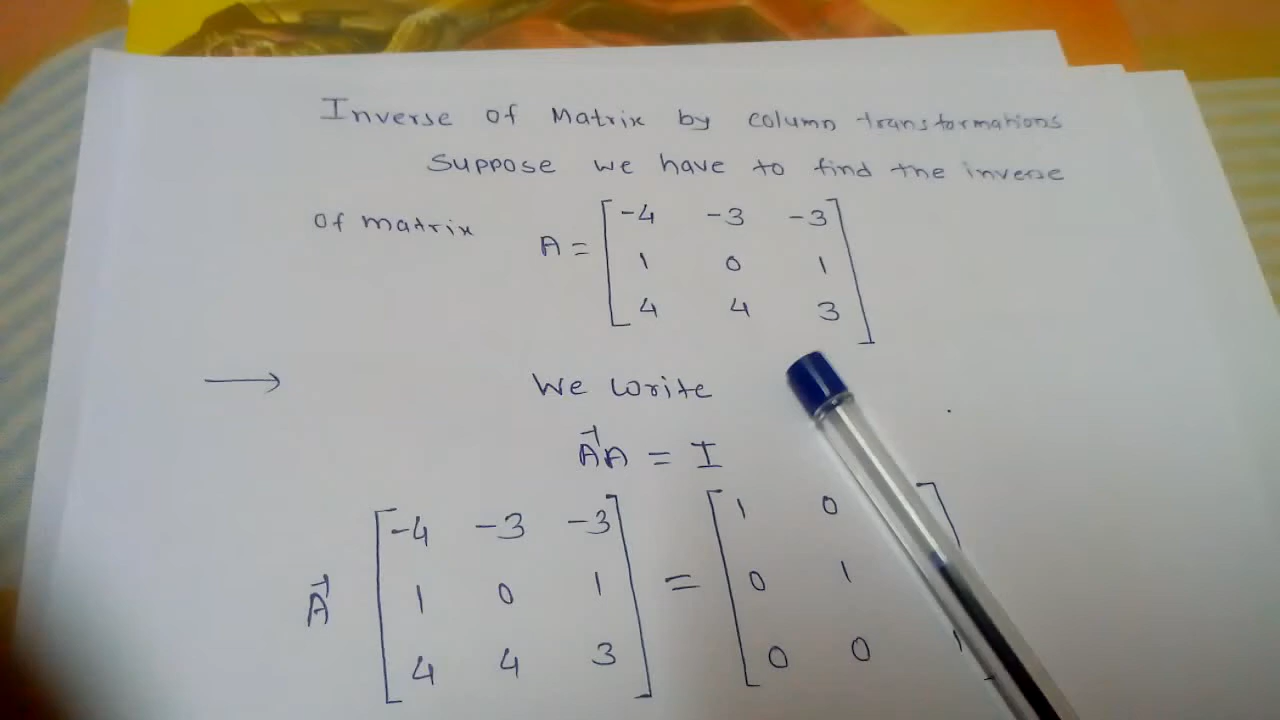 Inverse of Matrix by column transformations
Suppose we have to find the inverse
of matrix A = [ -4 -3 -3
1 0 1
4 4 3 ]
→ We write
A⁻¹A = I
A⁻¹ [ -4 -3 -3 ] = [ 1 0
1 0 1 0 1
4 4 3 0 0 1 ]